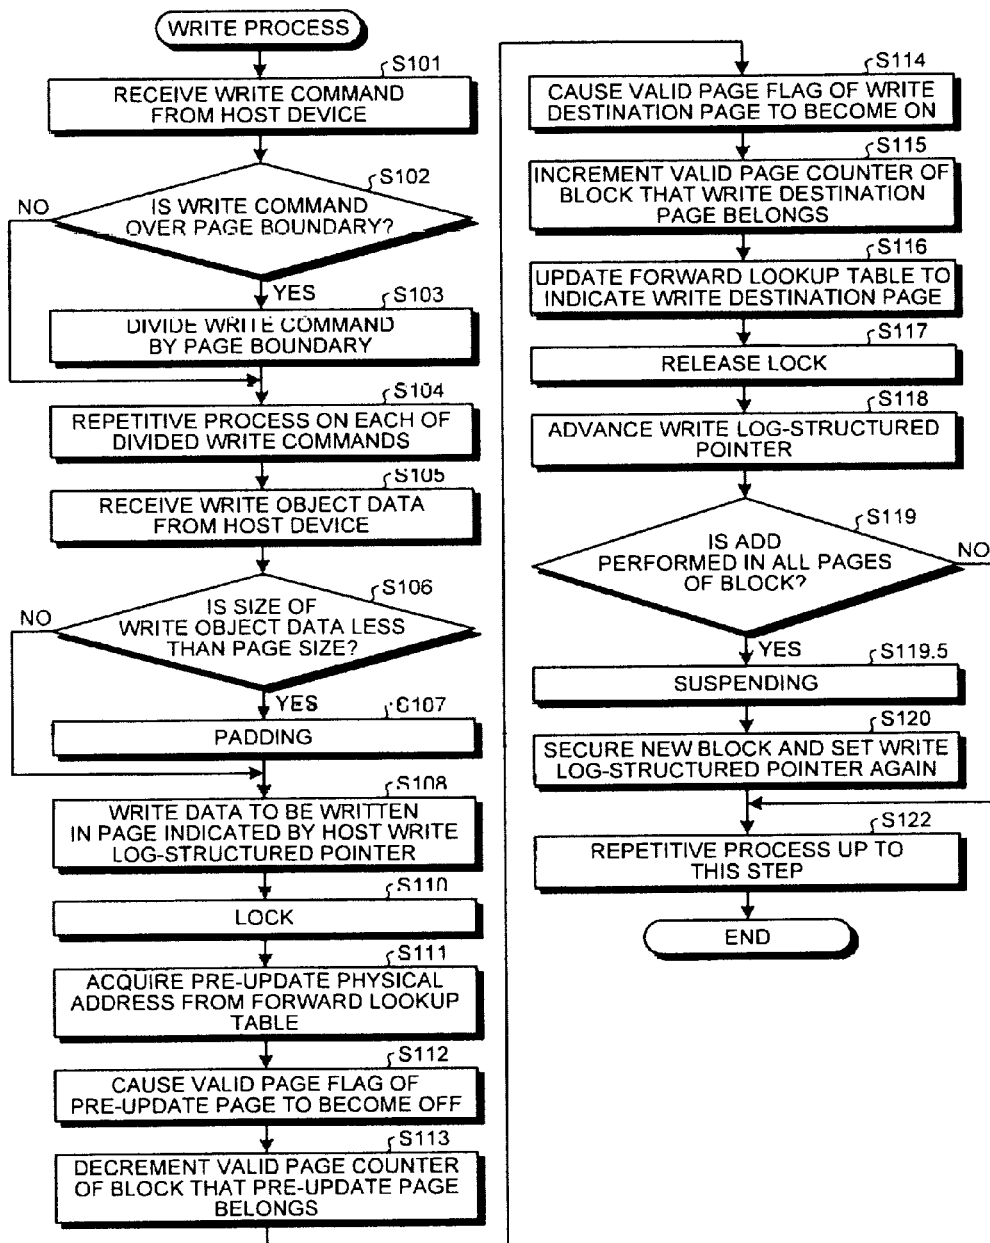 WRITE PROCESS
S101
RECEIVE WRITE COMMAND
FROM HOST DEVICE
S102
NO
IS WRITE COMMAND
OVER PAGE BOUNDARY?
YES
S103
DIVIDE WRITE COMMAND
BY PAGE BOUNDARY
S104
REPETITIVE PROCESS ON EACH OF
DIVIDED WRITE COMMANDS
S105
RECEIVE WRITE OBJECT DATA
FROM HOST DEVICE
S106
NO
IS SIZE OF
WRITE OBJECT DATA LESS
THAN PAGE SIZE?
YES
S107
PADDING
S108
WRITE DATA TO BE WRITTEN
IN PAGE INDICATED BY HOST WRITE
LOG-STRUCTURED POINTER
S110
LOCK
S111
ACQUIRE PRE-UPDATE PHYSICAL
ADDRESS FROM FORWARD LOOKUP
TABLE
S112
CAUSE VALID PAGE FLAG OF
PRE-UPDATE PAGE TO BECOME OFF
S113
DECREMENT VALID PAGE COUNTER
OF BLOCK THAT PRE-UPDATE PAGE
BELONGS
S114
CAUSE VALID PAGE FLAG OF WRITE
DESTINATION PAGE TO BECOME ON
S115
INCREMENT VALID PAGE COUNTER OF
BLOCK THAT WRITE DESTINATION
PAGE BELONGS
S116
UPDATE FORWARD LOOKUP TABLE TO
INDICATE WRITE DESTINATION PAGE
S117
RELEASE LOCK
S118
ADVANCE WRITE LOG-STRUCTURED
POINTER
S119
IS ADD
PERFORMED IN ALL PAGES
OF BLOCK?
NO
YES
S119.5
SUSPENDING
S120
SECURE NEW BLOCK AND SET WRITE
LOG-STRUCTURED POINTER AGAIN
S122
REPETITIVE PROCESS UP TO
THIS STEP
END